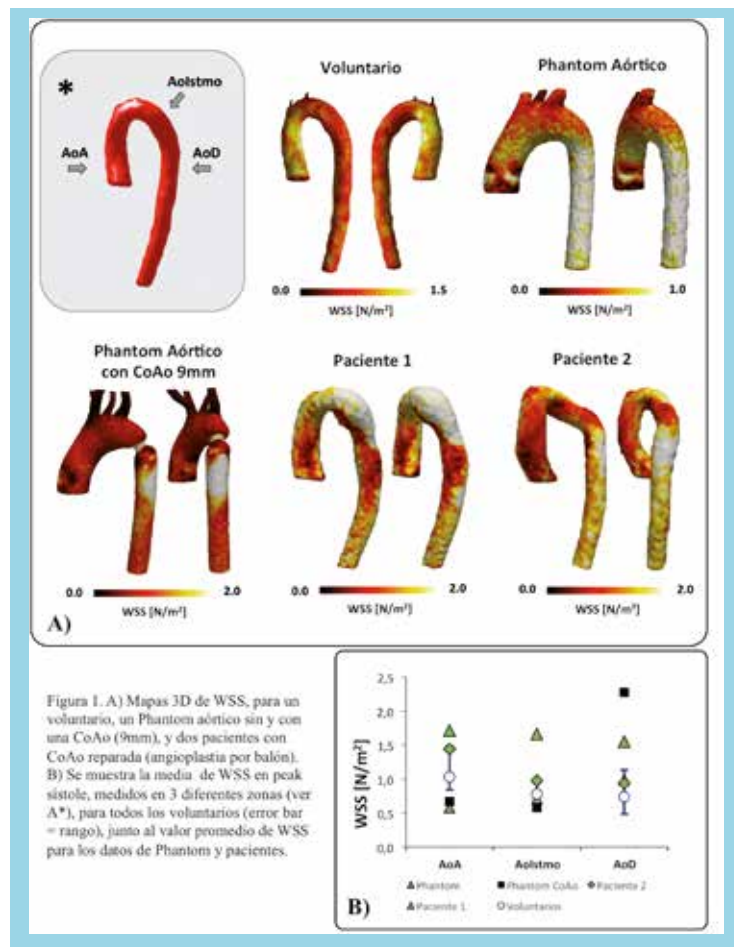 Voluntario
Phantom Aórtico
*
AoIstmo
AoA
AoD
0.0 1.5
WSS [N/m²]
0.0 1.0
WSS [N/m²]
Phantom Aórtico
con CoAo 9mm
Paciente 1
Paciente 2
0.0 2.0
WSS [N/m²]
0.0 2.0
WSS [N/m²]
0.0 2.0
WSS [N/m²]
A)
Figura 1. A) Mapas 3D de WSS, para un
voluntario, un Phantom aórtico sin y con
una CoAo (9mm), y dos pacientes con
CoAo reparada (angioplastia por balón).
B) Se muestra la media de WSS en peak
sístole, medidos en 3 diferentes zonas (ver
A*), para todos los voluntarios (error bar
= rango), junto al valor promedio de WSS
para los datos de Phantom y pacientes.
WSS [N/m²]
2,5
2,0
1,5
1,0
0,5
0,0
AoA AoIstmo AoD
Phantom Phantom CoAo Paciente 2
Paciente 1 Voluntarios
B)